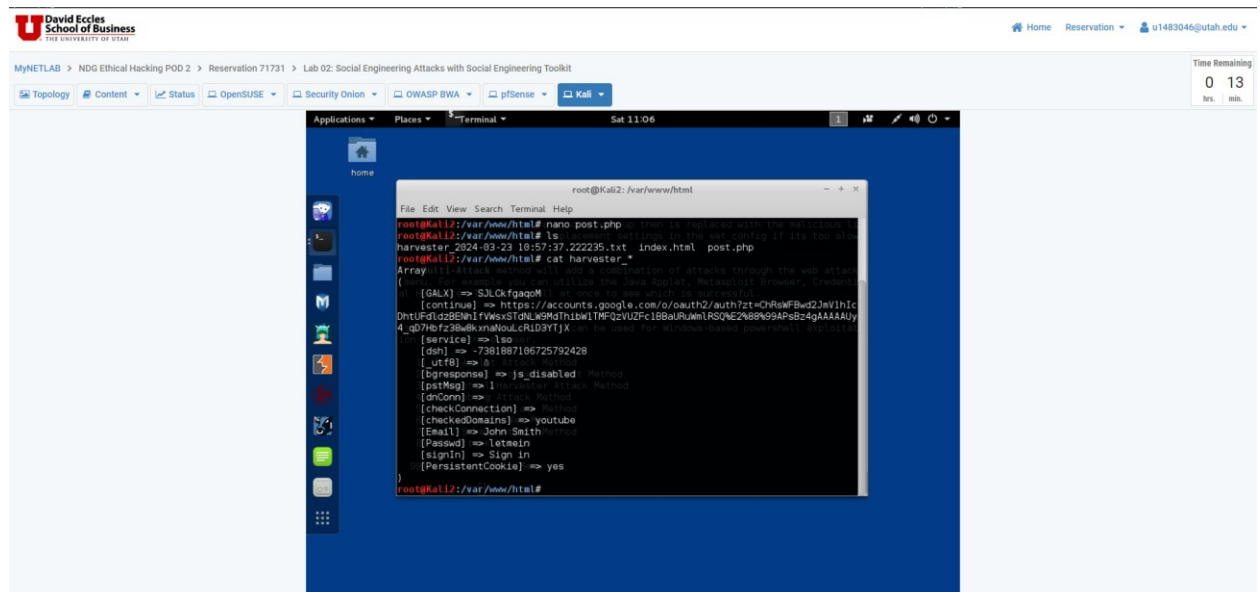 David Eccles
School of Business
THE UNIVERSITY OF UTAH
Home Reservation u1483046@utah.edu
MyNETLAB > NDG Ethical Hacking POD 2 > Reservation 71731 > Lab 02: Social Engineering Attacks with Social Engineering Toolkit
Time Remaining
0 13
hrs. min.
Topology Content Status OpenSUSE Security Onion OWASP BWA pfSense Kali
Applications Places Terminal Sat 11:06 1
home
root@Kali2: /var/www/html
File Edit View Search Terminal Help
root@Kali2:/var/www/html# nano post.php
root@Kali2:/var/www/html# ls
harvester_2024-03-23 10:57:37.222235.txt index.html post.php
root@Kali2:/var/www/html# cat harvester_*
Array
(
[GALX] => SJLCkfgaqoM
[continue] => https://accounts.google.com/o/oauth2/auth?zt=ChRsWFBwd2JmV1hIc
DhtUFdldzBENhIfVWsxSTdNLW9MdThibW1TMFQzVUZFc1BBaURuWmlRSQ%E2%88%99APsBz4gAAAAAUy
4_qD7Hbfz38w8kxnaNouLcRiD3YTjX
[service] => lso
[dsh] => -7381887106725792428
[_utf8] => â
[bgresponse] => js_disabled
[pstMsg] => 1
[dnConn] =>
[checkConnection] =>
[checkedDomains] => youtube
[Email] => John Smith
[Passwd] => letmein
[signIn] => Sign in
[PersistentCookie] => yes
)
root@Kali2:/var/www/html#